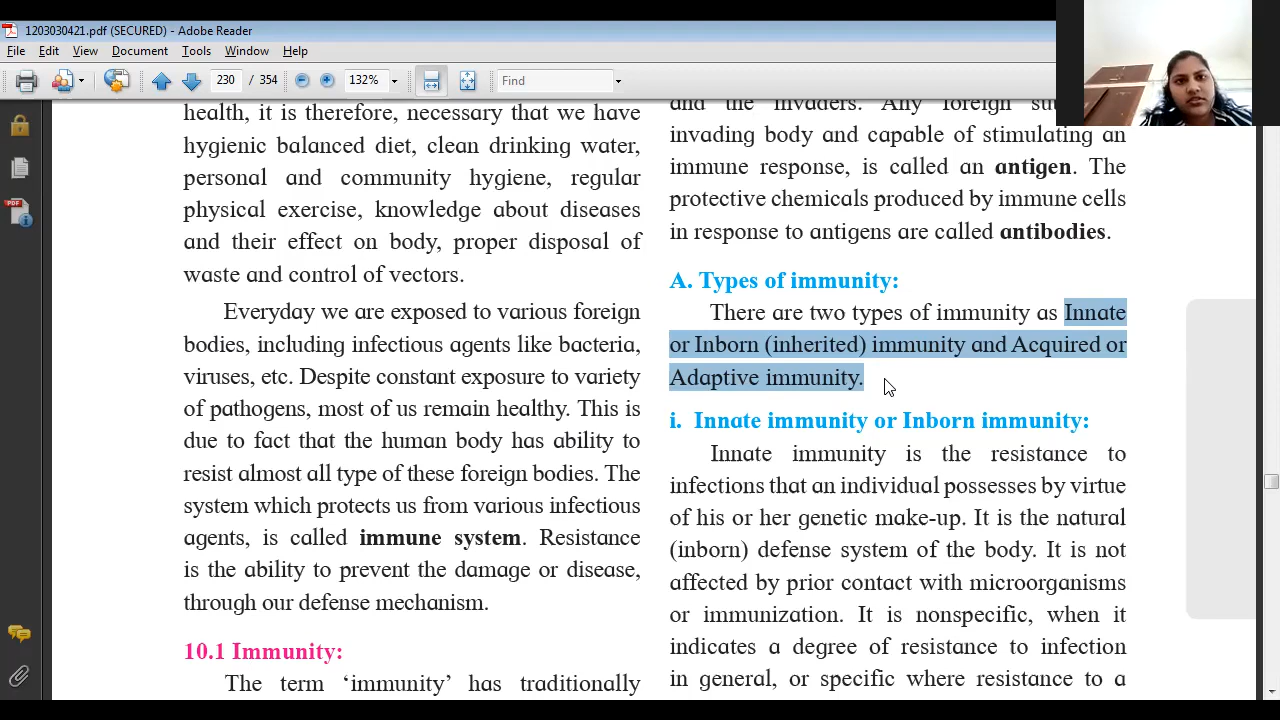 1203030421.pdf (SECURED) - Adobe Reader
File Edit View Document Tools Window Help
230 / 354 132% Find
health, it is therefore, necessary that we have
hygienic balanced diet, clean drinking water,
personal and community hygiene, regular
physical exercise, knowledge about diseases
and their effect on body, proper disposal of
waste and control of vectors.
Everyday we are exposed to various foreign
bodies, including infectious agents like bacteria,
viruses, etc. Despite constant exposure to variety
of pathogens, most of us remain healthy. This is
due to fact that the human body has ability to
resist almost all type of these foreign bodies. The
system which protects us from various infectious
agents, is called immune system. Resistance
is the ability to prevent the damage or disease,
through our defense mechanism.
10.1 Immunity:
The term ‘immunity’ has traditionally
and the invaders. Any foreign
invading body and capable of stimulating an
immune response, is called an antigen. The
protective chemicals produced by immune cells
in response to antigens are called antibodies.
A. Types of immunity:
There are two types of immunity as Innate
or Inborn (inherited) immunity and Acquired or
Adaptive immunity.
i. Innate immunity or Inborn immunity:
Innate immunity is the resistance to
infections that an individual possesses by virtue
of his or her genetic make-up. It is the natural
(inborn) defense system of the body. It is not
affected by prior contact with microorganisms
or immunization. It is nonspecific, when it
indicates a degree of resistance to infection
in general, or specific where resistance to a